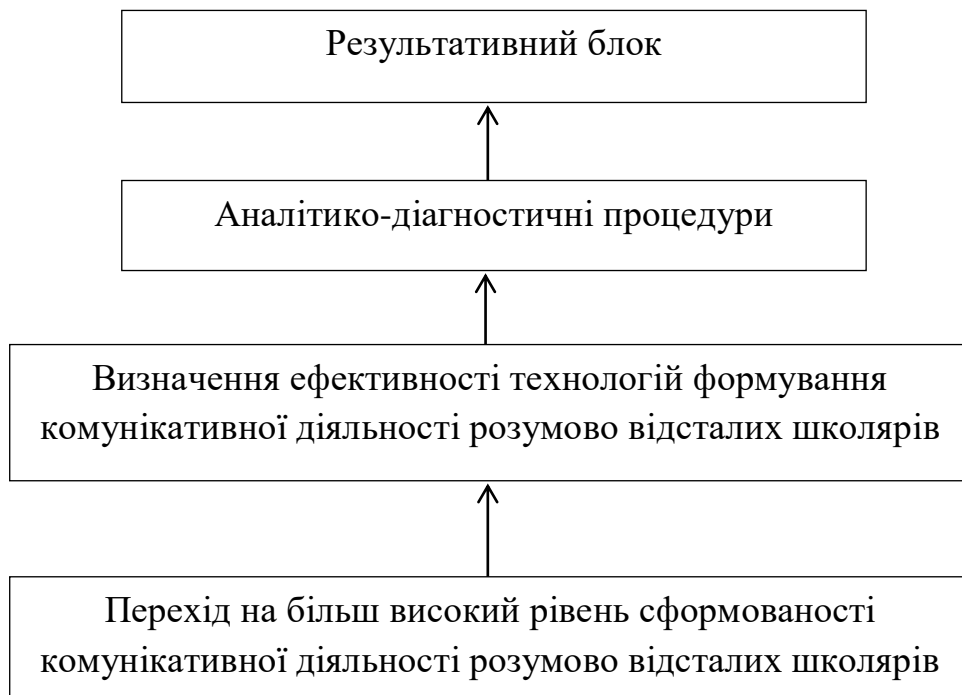 Результативний блок
Аналітико-діагностичні процедури
Визначення ефективності технологій формування
комунікативної діяльності розумово відсталих школярів
Перехід на більш високий рівень сформованості
комунікативної діяльності розумово відсталих школярів